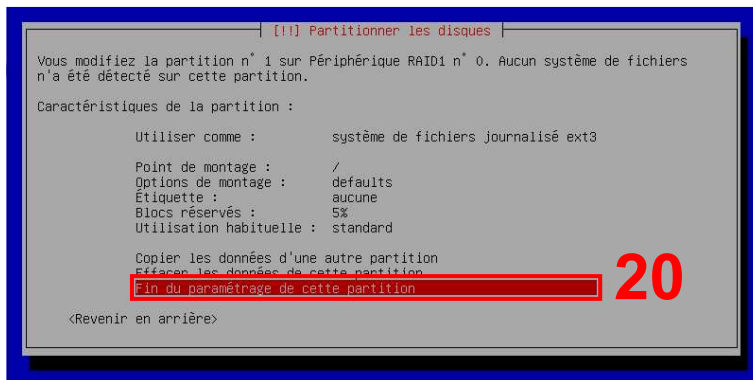 [!!] Partitionner les disques
Vous modifiez la partition n° 1 sur Périphérique RAID1 n° 0. Aucun système de fichiers
n'a été détecté sur cette partition.
Caractéristiques de la partition :
Utiliser comme : système de fichiers journalisé ext3
Point de montage : /
Options de montage : defaults
Étiquette : aucune
Blocs réservés : 5%
Utilisation habituelle : standard
Copier les données d'une autre partition
Effacer les données de cette partition
Fin du paramétrage de cette partition
20
<Revenir en arrière>